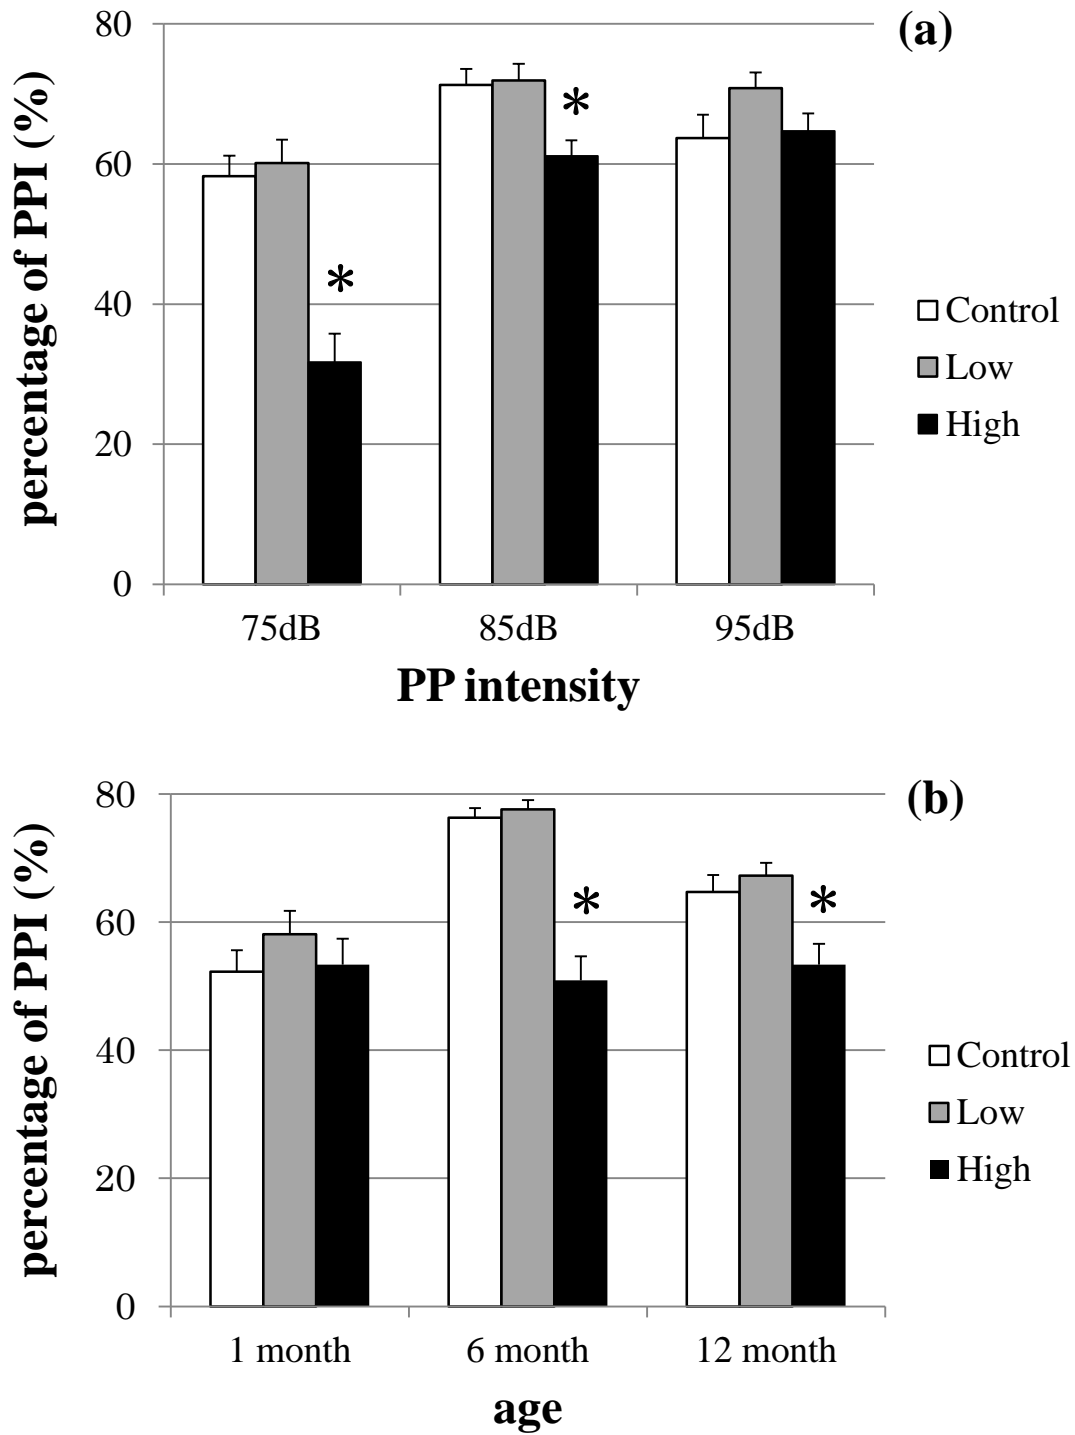 (a)
percentage of PPI (%)
80
60
40
20
0
*
*
75dB
85dB
95dB
PP intensity
Control
Low
High
(b)
percentage of PPI (%)
80
60
40
20
0
*
*
1 month
6 month
12 month
age
Control
Low
High